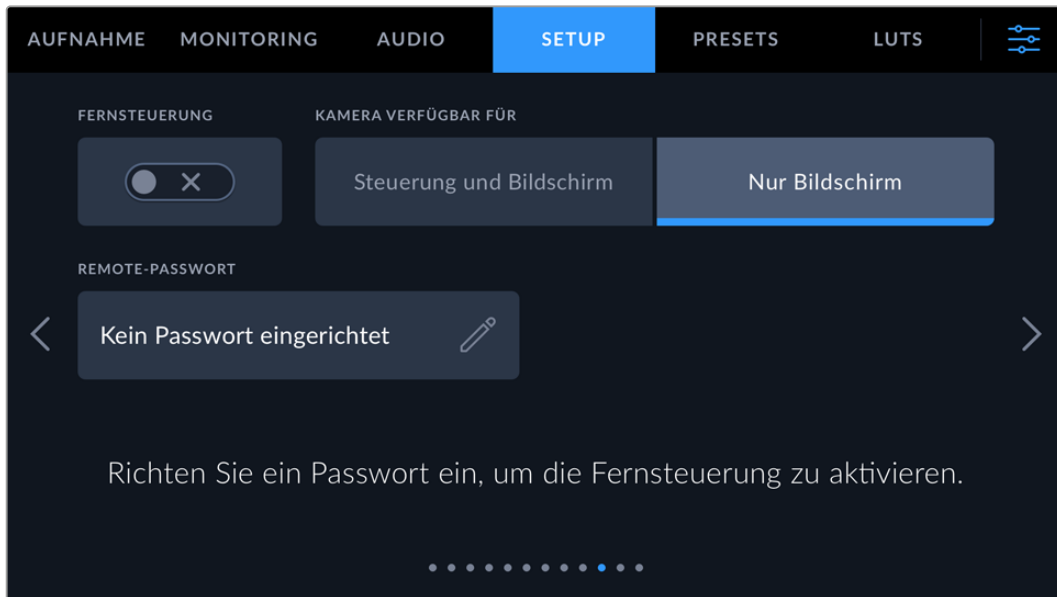 AUFNAHME MONITORING AUDIO SETUP PRESETS LUTS
FERNSTEUERUNG KAMERA VERFÜGBAR FÜR
Steuerung und Bildschirm Nur Bildschirm
REMOTE-PASSWORT
Kein Passwort eingerichtet
Richten Sie ein Passwort ein, um die Fernsteuerung zu aktivieren.